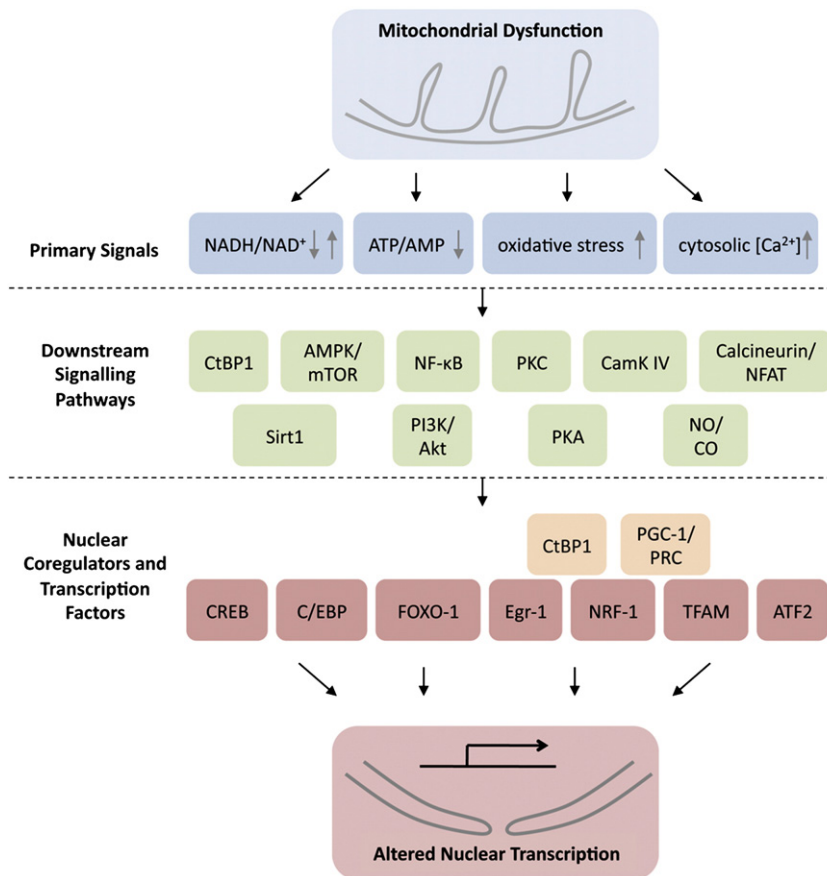 Mitochondrial Dysfunction
Primary Signals
NADH/NAD⁺ ↓ ↑
ATP/AMP ↓
oxidative stress ↑
cytosolic [Ca²⁺] ↑
Downstream
Signalling
Pathways
CtBP1
AMPK/
mTOR
NF-κB
PKC
CamK IV
Calcineurin/
NFAT
Sirt1
PI3K/
Akt
PKA
NO/
CO
Nuclear
Coregulators and
Transcription
Factors
CtBP1
PGC-1/
PRC
CREB
C/EBP
FOXO-1
Egr-1
NRF-1
TFAM
ATF2
Altered Nuclear Transcription